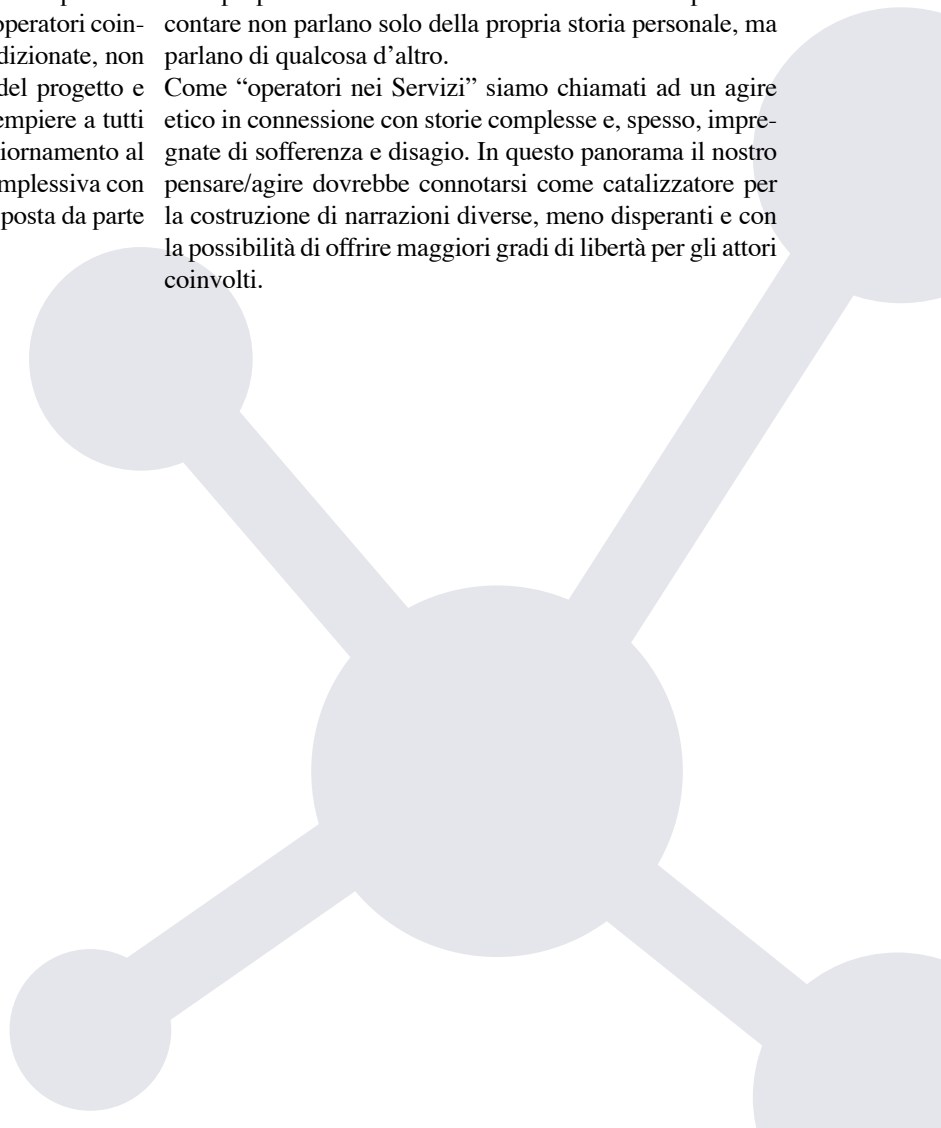 operatori coin-
dizionate, non
del progetto e
empiere a tutti
iornamento al
mplessiva con
posta da parte
contare non parlano solo della propria storia personale, ma
parlano di qualcosa d’altro.
Come “operatori nei Servizi” siamo chiamati ad un agire
etico in connessione con storie complesse e, spesso, impre-
gnate di sofferenza e disagio. In questo panorama il nostro
pensare/agire dovrebbe connotarsi come catalizzatore per
la costruzione di narrazioni diverse, meno disperanti e con
la possibilità di offrire maggiori gradi di libertà per gli attori
coinvolti.